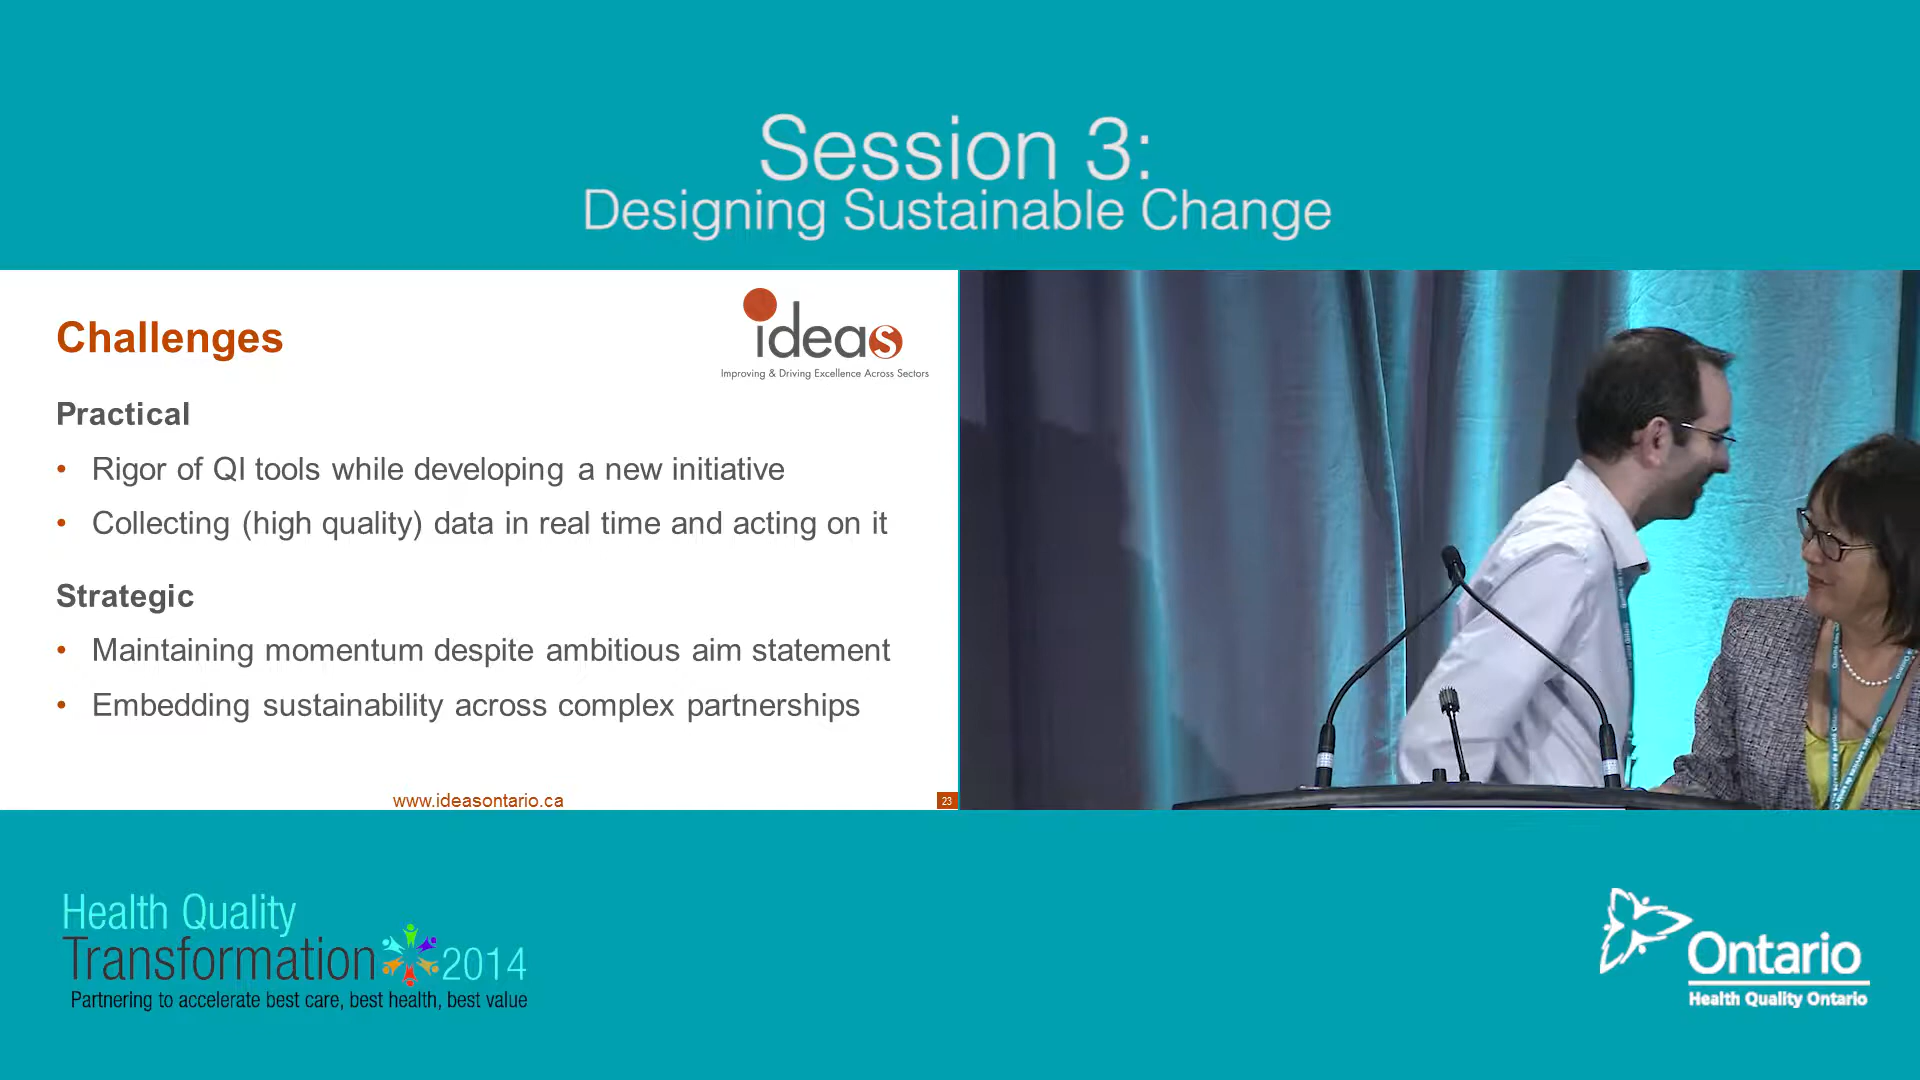 Session 3:
Designing Sustainable Change
Challenges
ideas
Improving & Driving Excellence Across Sectors
Practical
• Rigor of QI tools while developing a new initiative
• Collecting (high quality) data in real time and acting on it
Strategic
• Maintaining momentum despite ambitious aim statement
• Embedding sustainability across complex partnerships
www.ideasontario.ca
23
Health Quality
Transformation 2014
Partnering to accelerate best care, best health, best value
Ontario
Health Quality Ontario